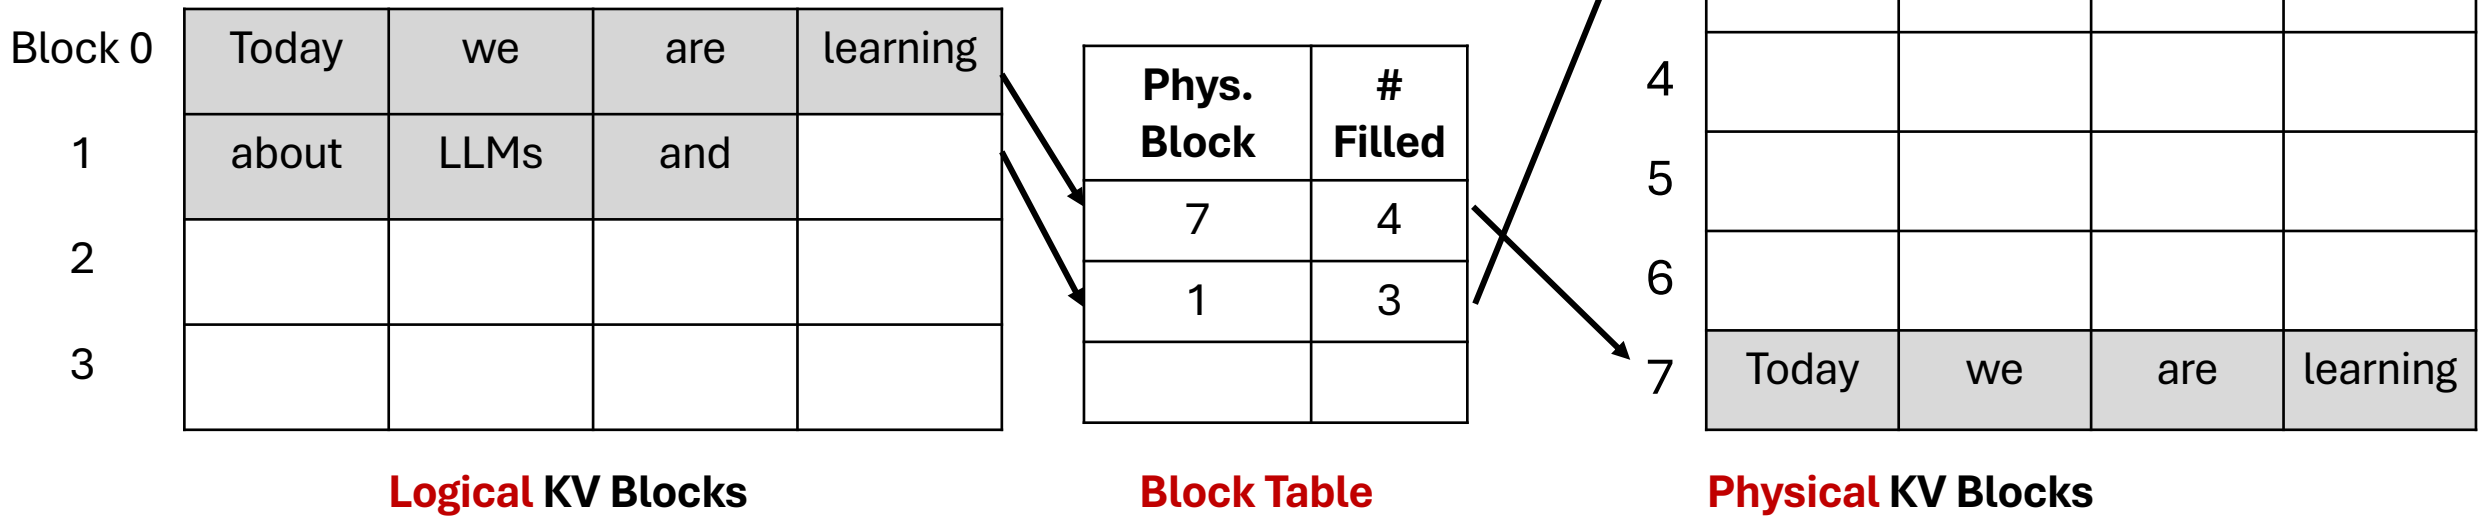 Block 0 Today we are learning
1 about LLMs and
2
3
Logical KV Blocks
Phys. Block # Filled
7 4
1 3
Block Table
4
5
6
7 Today we are learning
Physical KV Blocks